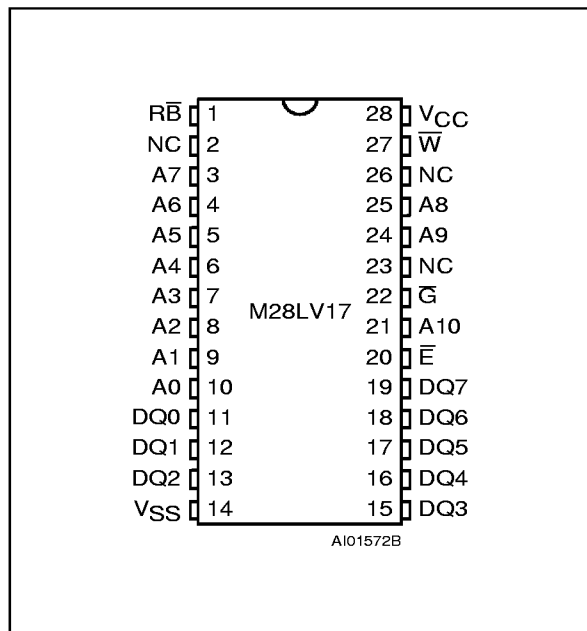 RB̅ 1 28 VCC
NC 2 27 W̅
A7 3 26 NC
A6 4 25 A8
A5 5 24 A9
A4 6 23 NC
A3 7 22 G̅
M28LV17
A2 8 21 A10
A1 9 20 E̅
A0 10 19 DQ7
DQ0 11 18 DQ6
DQ1 12 17 DQ5
DQ2 13 16 DQ4
VSS 14 15 DQ3
AI01572B